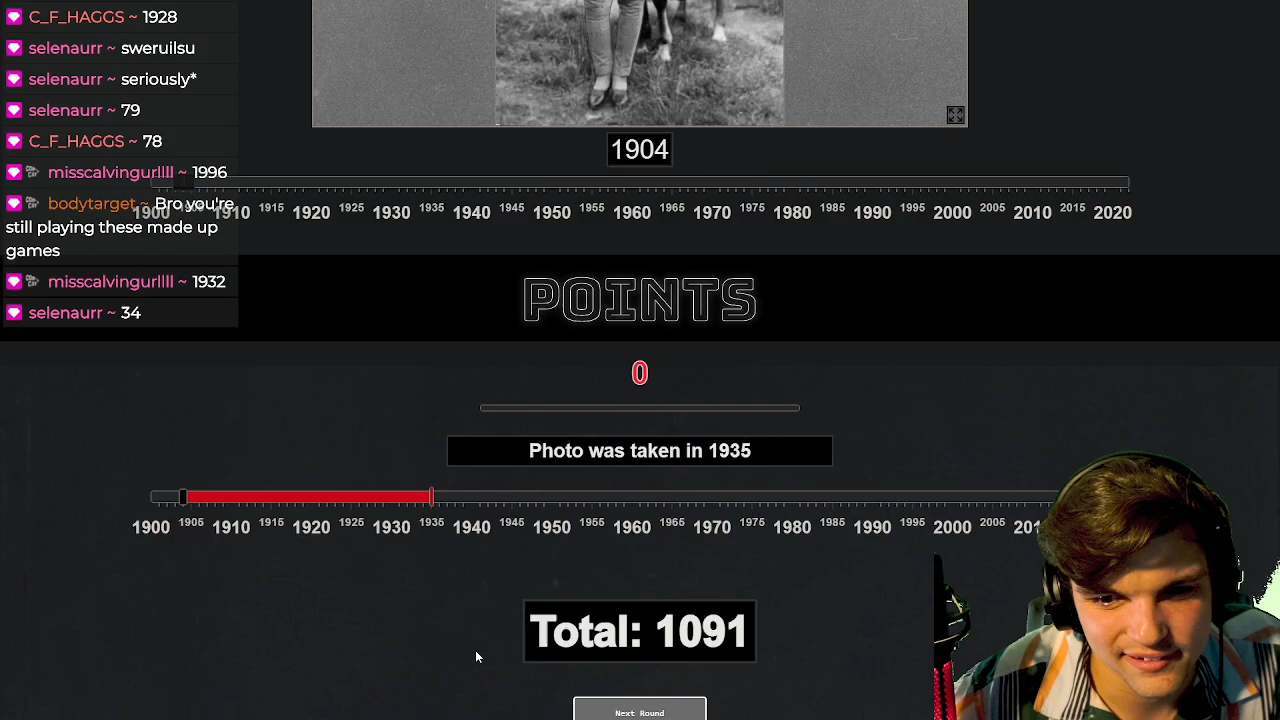 C_F_HAGGS ~ 1928
selenaurr ~ sweruilsu
selenaurr ~ seriously*
selenaurr ~ 79
C_F_HAGGS ~ 78
misscalvingurllll ~ 1996
bodytarget ~ Bro you're
still playing these made up
games
misscalvingurllll ~ 1932
selenaurr ~ 34
1904
1900 1910 1915 1920 1925 1930 1935 1940 1945 1950 1955 1960 1965 1970 1975 1980 1985 1990 1995 2000 2005 2010 2015 2020
POINTS
0
Photo was taken in 1935
1900 1905 1910 1915 1920 1925 1930 1935 1940 1945 1950 1955 1960 1965 1970 1975 1980 1985 1990 1995 2000 2005
Total: 1091
Next Round